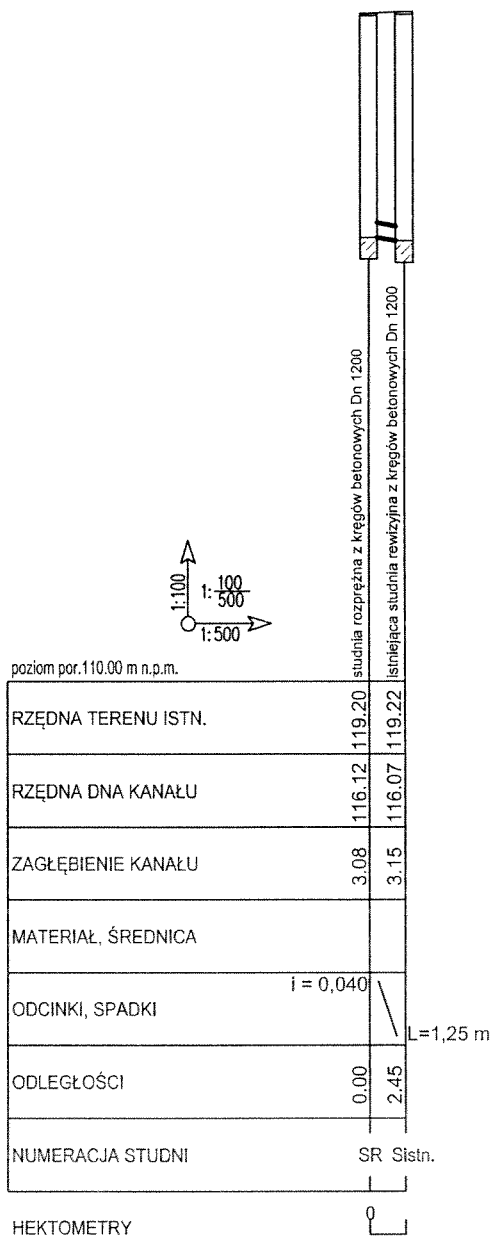 studnia rozprężna z kręgów betonowych Dn 1200
istniejąca studnia rewizyjna z kręgów betonowych Dn 1200
1:100
1: 100/500
1:500
poziom por.110.00 m n.p.m.
RZĘDNA TERENU ISTN. 119.20 119.22
RZĘDNA DNA KANAŁU 116.12 116.07
ZAGŁĘBIENIE KANAŁU 3.08 3.15
MATERIAŁ, ŚREDNICA
i = 0,040
ODCINKI, SPADKI
L=1,25 m
ODLEGŁOŚCI 0.00 2.45
NUMERACJA STUDNI SR Sistn.
HEKTOMETRY 0